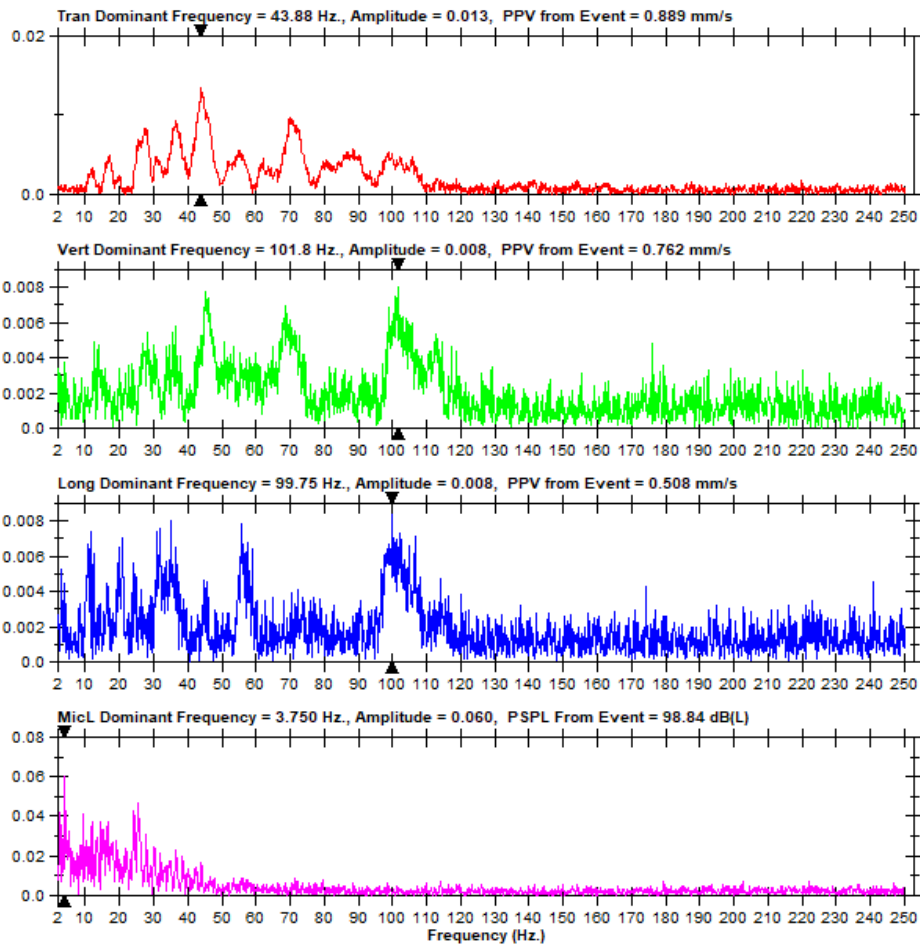 Tran Dominant Frequency = 43.88 Hz., Amplitude = 0.013, PPV from Event = 0.889 mm/s
0.02
0.0
2 10 20 30 40 50 60 70 80 90 100 110 120 130 140 150 160 170 180 190 200 210 220 230 240 250
Vert Dominant Frequency = 101.8 Hz., Amplitude = 0.008, PPV from Event = 0.762 mm/s
0.008
0.006
0.004
0.002
0.0
2 10 20 30 40 50 60 70 80 90 100 110 120 130 140 150 160 170 180 190 200 210 220 230 240 250
Long Dominant Frequency = 99.75 Hz., Amplitude = 0.008, PPV from Event = 0.508 mm/s
0.008
0.006
0.004
0.002
0.0
2 10 20 30 40 50 60 70 80 90 100 110 120 130 140 150 160 170 180 190 200 210 220 230 240 250
MicL Dominant Frequency = 3.750 Hz., Amplitude = 0.060, PSPL From Event = 98.84 dB(L)
0.08
0.06
0.04
0.02
0.0
2 10 20 30 40 50 60 70 80 90 100 110 120 130 140 150 160 170 180 190 200 210 220 230 240 250
Frequency (Hz.)